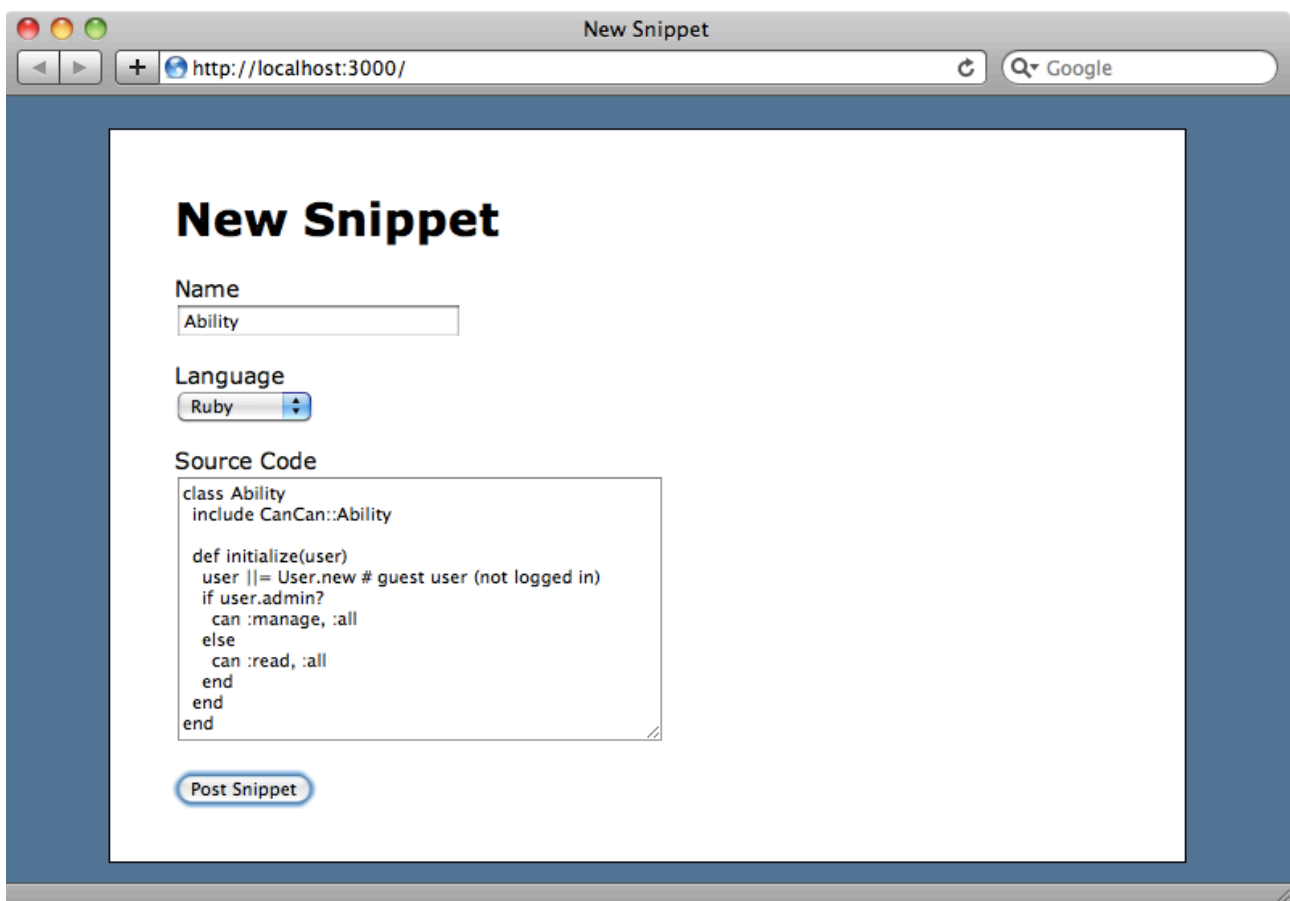 New Snippet
+ http://localhost:3000/ Google
New Snippet
Name
Ability
Language
Ruby
Source Code
class Ability
  include CanCan::Ability

  def initialize(user)
    user ||= User.new # guest user (not logged in)
    if user.admin?
      can :manage, :all
    else
      can :read, :all
    end
  end
end
Post Snippet